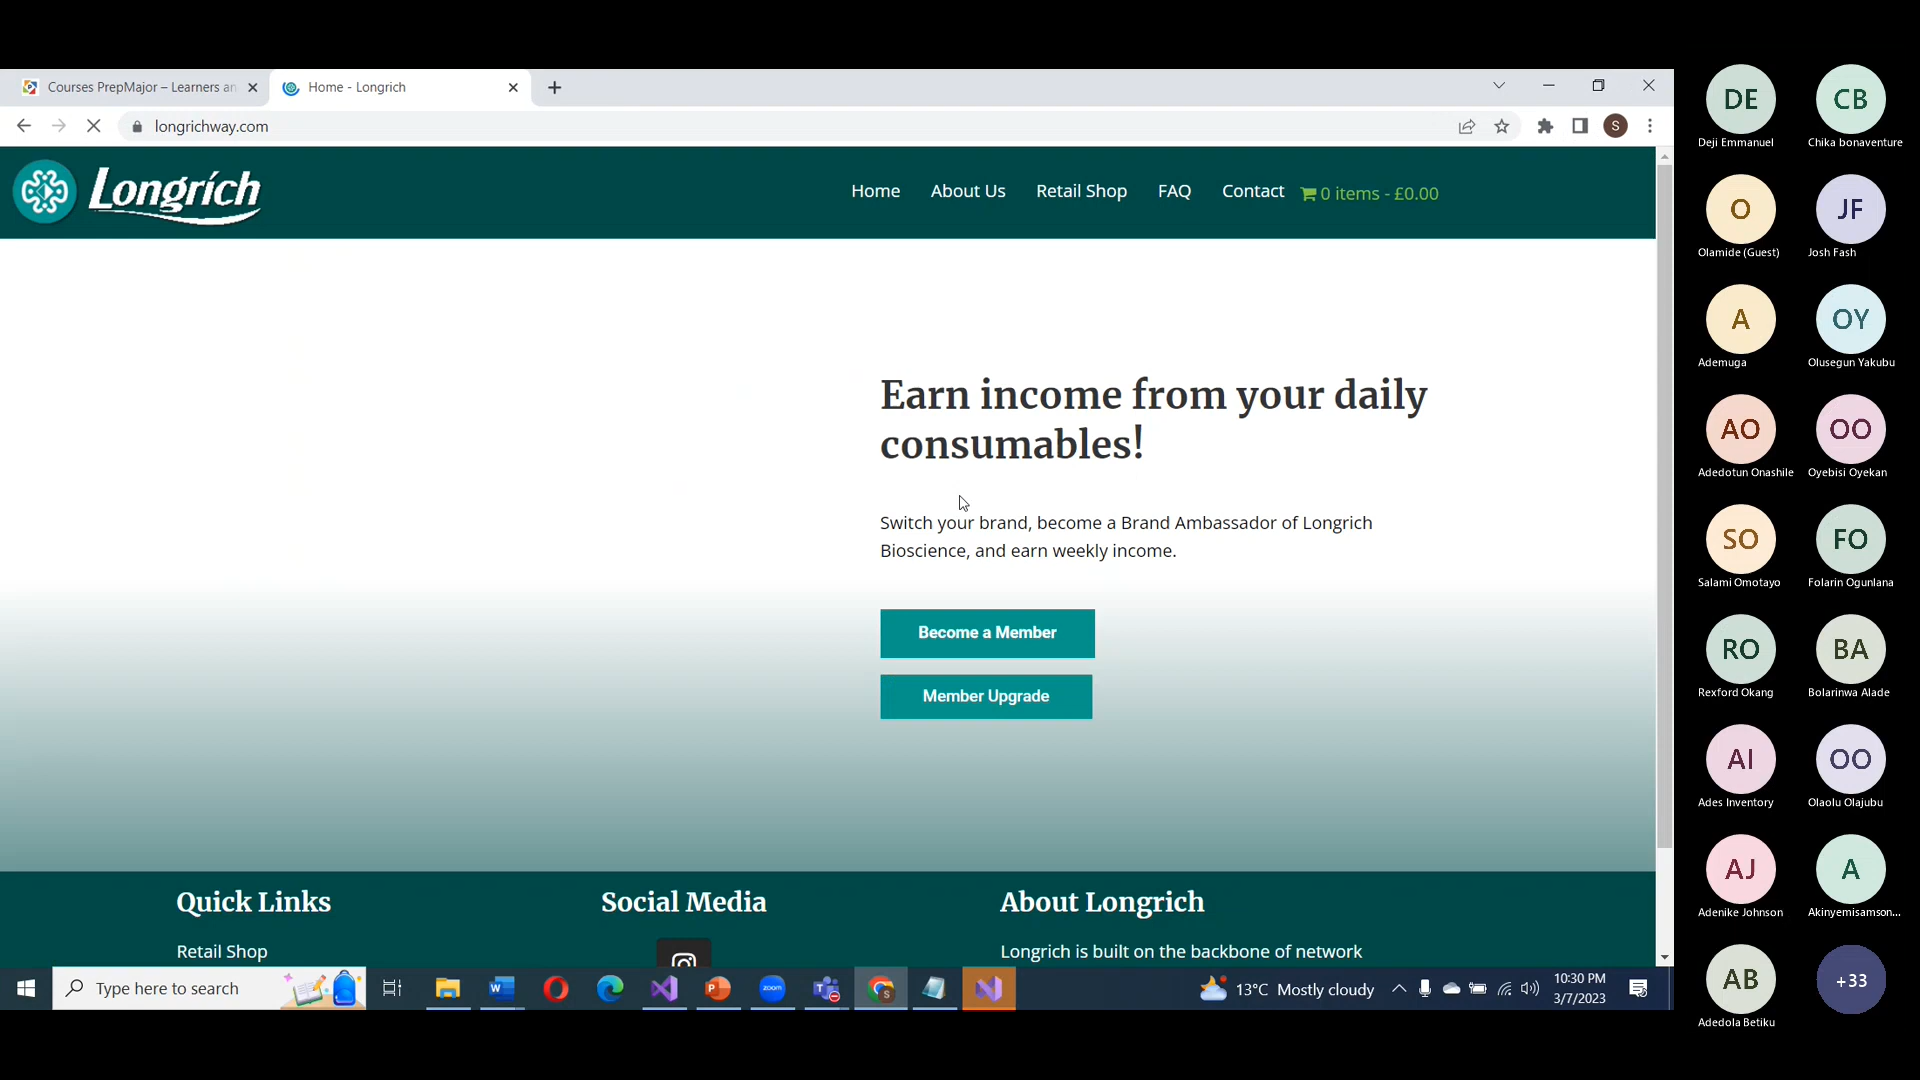 Courses PrepMajor – Learners an
Home - Longrich
longrichway.com
S
Longrích
Home
About Us
Retail Shop
FAQ
Contact
0 items - £0.00
Earn income from your daily
consumables!
Switch your brand, become a Brand Ambassador of Longrich
Bioscience, and earn weekly income.
Become a Member
Member Upgrade
Quick Links
Retail Shop
Social Media
About Longrich
Longrich is built on the backbone of network
Type here to search
zoom
13°C Mostly cloudy
10:30 PM
3/7/2023
DE
Deji Emmanuel
CB
Chika bonaventure
O
Olamide (Guest)
JF
Josh Fash
A
Ademuga
OY
Olusegun Yakubu
AO
Adedotun Onashile
OO
Oyebisi Oyekan
SO
Salami Omotayo
FO
Folarin Ogunlana
RO
Rexford Okang
BA
Bolarinwa Alade
AI
Ades Inventory
OO
Olaolu Olajubu
AJ
Adenike Johnson
A
Akinyemisamson...
AB
Adedola Betiku
+33